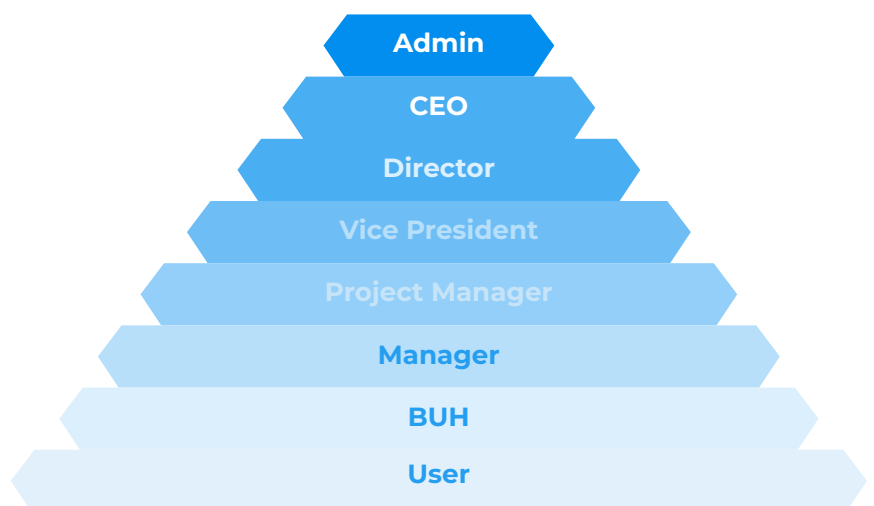 Admin
CEO
Director
Vice President
Project Manager
Manager
BUH
User